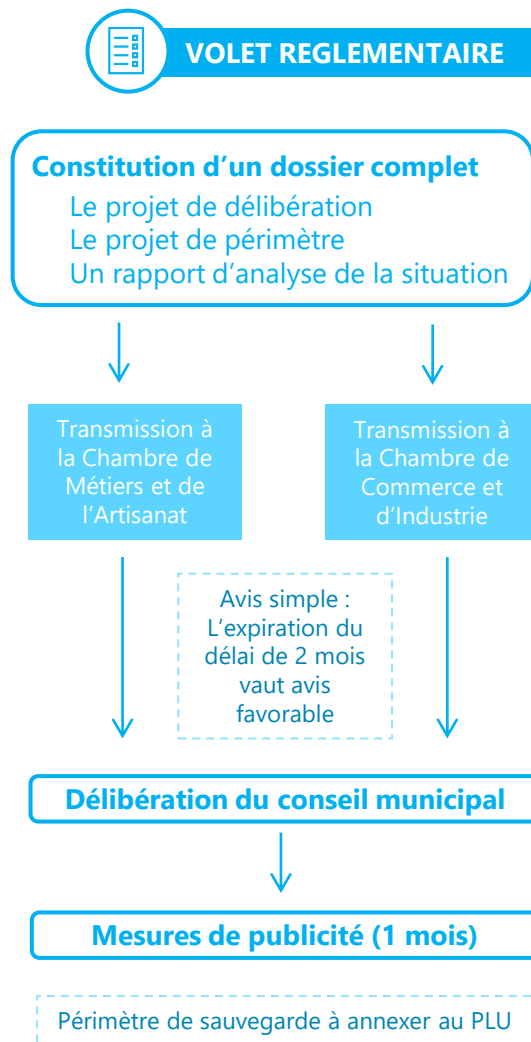 VOLET REGLEMENTAIRE
Constitution d'un dossier complet
Le projet de délibération
Le projet de périmètre
Un rapport d'analyse de la situation
Transmission à
la Chambre de
Métiers et de
l'Artisanat
Transmission à
la Chambre de
Commerce et
d'Industrie
Avis simple :
L'expiration du
délai de 2 mois
vaut avis
favorable
Délibération du conseil municipal
Mesures de publicité (1 mois)
Périmètre de sauvegarde à annexer au PLU